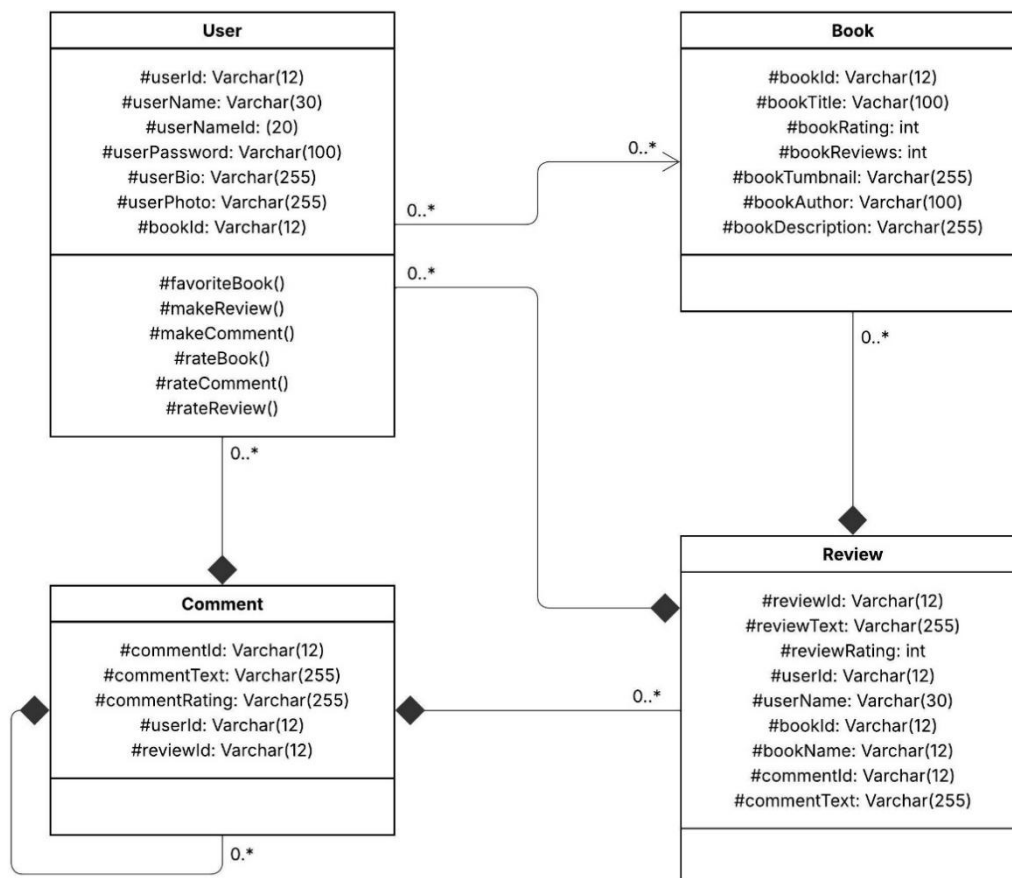 User
#userId: Varchar(12)
#userName: Varchar(30)
#userNameId: (20)
#userPassword: Varchar(100)
#userBio: Varchar(255)
#userPhoto: Varchar(255)
#bookId: Varchar(12)
#favoriteBook()
#makeReview()
#makeComment()
#rateBook()
#rateComment()
#rateReview()
0..*
0..*
0..*
0..*
Book
#bookId: Varchar(12)
#bookTitle: Vachar(100)
#bookRating: int
#bookReviews: int
#bookTumbnail: Varchar(255)
#bookAuthor: Varchar(100)
#bookDescription: Varchar(255)
0..*
Comment
#commentId: Varchar(12)
#commentText: Varchar(255)
#commentRating: Varchar(255)
#userId: Varchar(12)
#reviewId: Varchar(12)
0.*
0..*
Review
#reviewId: Varchar(12)
#reviewText: Varchar(255)
#reviewRating: int
#userId: Varchar(12)
#userName: Varchar(30)
#bookId: Varchar(12)
#bookName: Varchar(12)
#commentId: Varchar(12)
#commentText: Varchar(255)